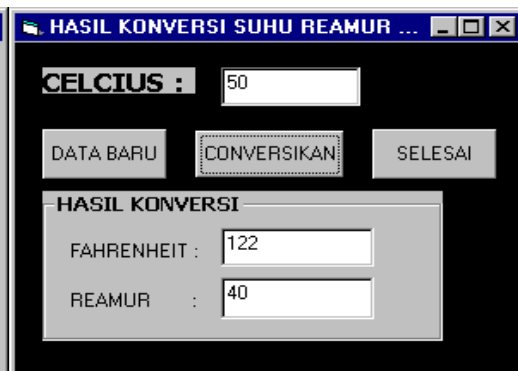 HASIL KONVERSI SUHU REAMUR ...
CELCIUS : 50
DATA BARU CONVERSIKAN SELESAI
HASIL KONVERSI
FAHRENHEIT : 122
REAMUR : 40